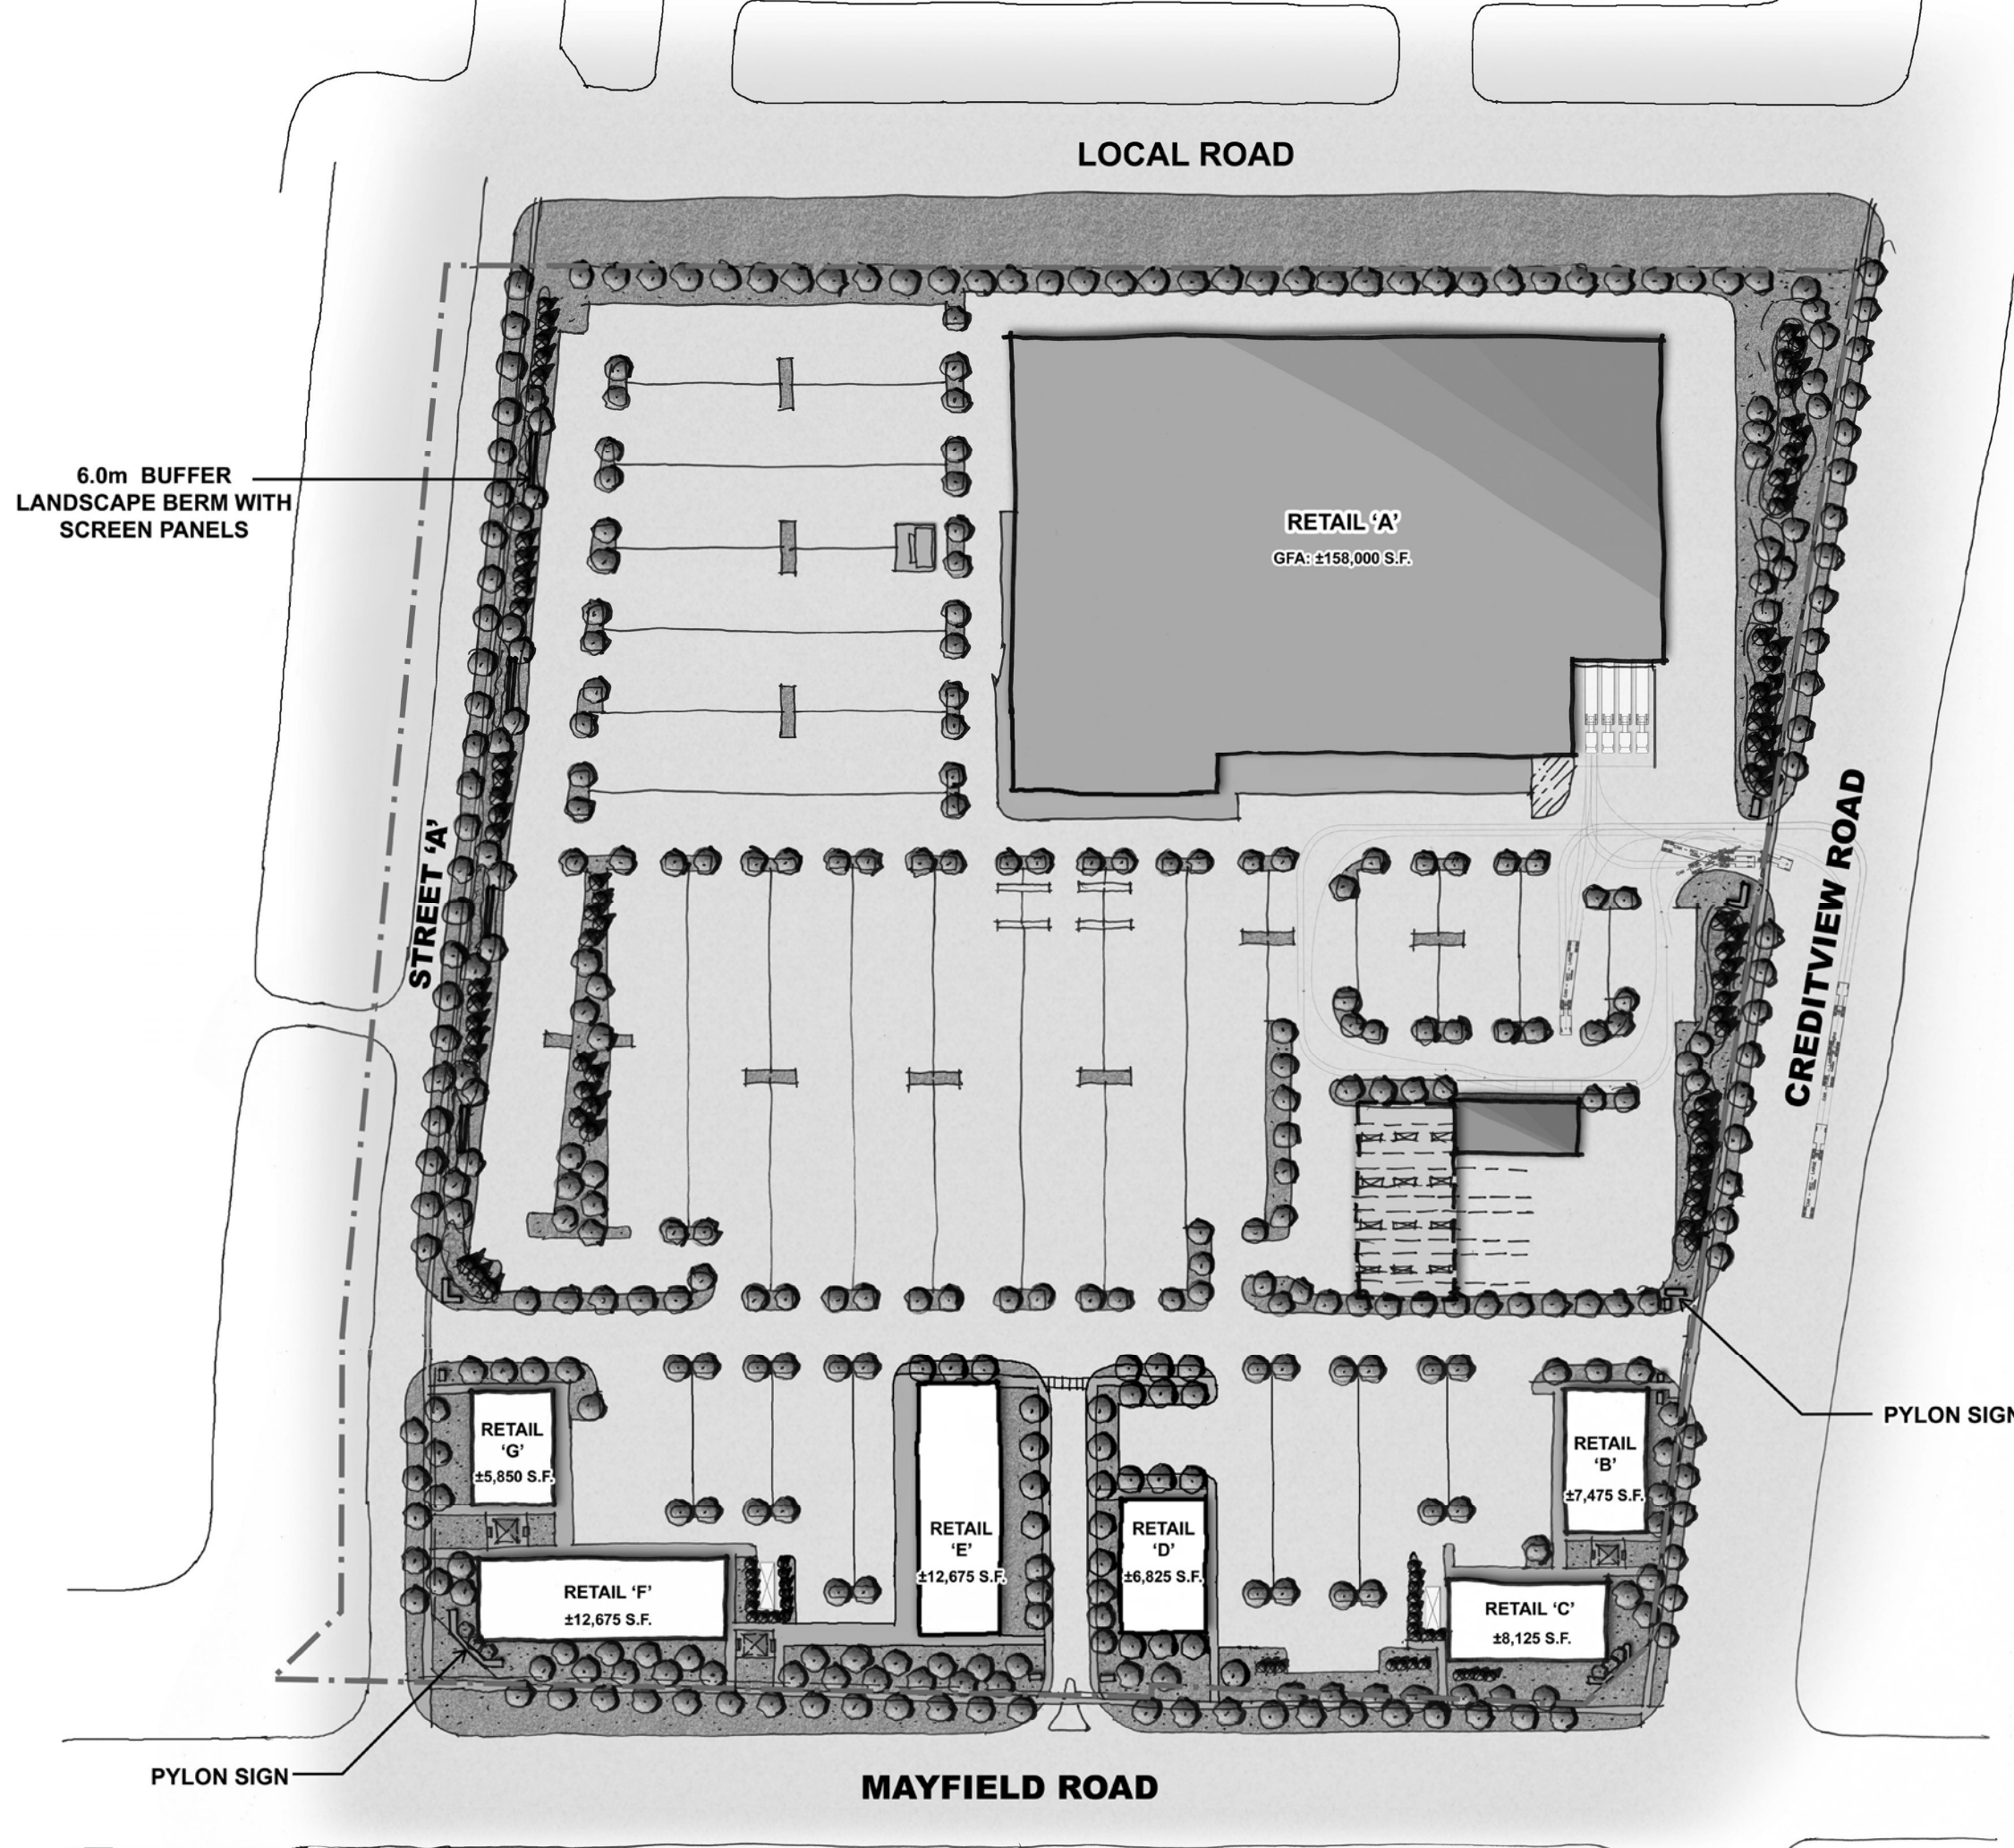 LOCAL ROAD
6.0m BUFFER
LANDSCAPE BERM WITH
SCREEN PANELS
RETAIL ‘A’
GFA: ±158,000 S.F.
STREET ‘A’
CREDITVIEW ROAD
PYLON SIGN
RETAIL
‘G’
±5,850 S.F.
RETAIL ‘F’
±12,675 S.F.
RETAIL
‘E’
±12,675 S.F.
RETAIL
‘D’
±6,825 S.F.
RETAIL
‘B’
±7,475 S.F.
RETAIL ‘C’
±8,125 S.F.
PYLON SIGN
MAYFIELD ROAD